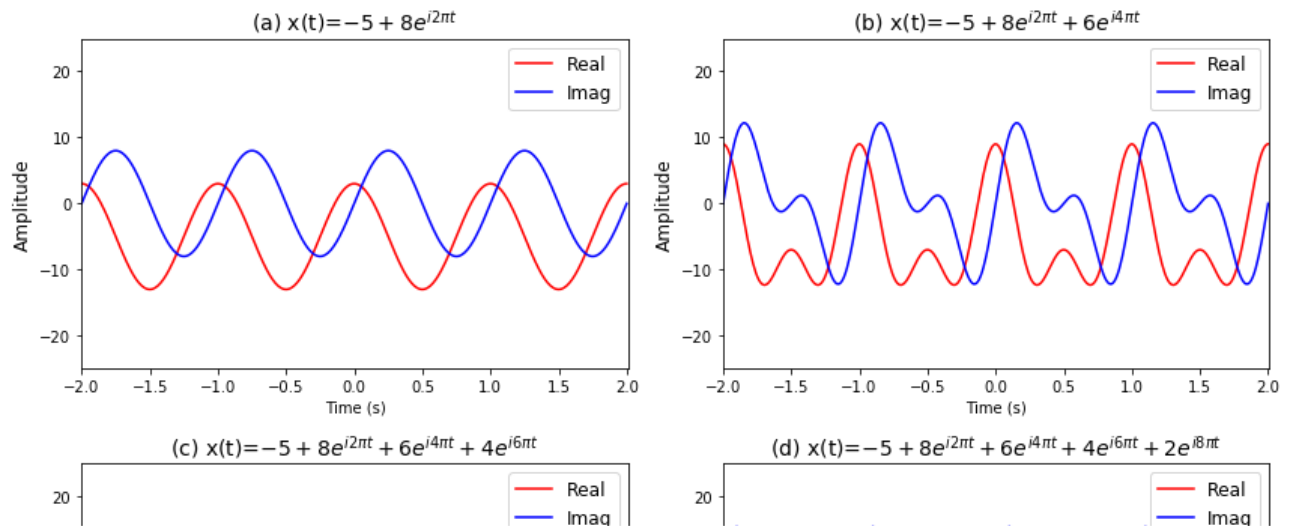 (a) x(t)=−5 + 8e^{i2πt}
Real
Imag
20
10
0
−10
−20
Amplitude
−2.0 −1.5 −1.0 −0.5 0.0 0.5 1.0 1.5 2.0
Time (s)
(b) x(t)=−5 + 8e^{i2πt} + 6e^{i4πt}
Real
Imag
20
10
0
−10
−20
Amplitude
−2.0 −1.5 −1.0 −0.5 0.0 0.5 1.0 1.5 2.0
Time (s)
(c) x(t)=−5 + 8e^{i2πt} + 6e^{i4πt} + 4e^{i6πt}
Real
Imag
20
(d) x(t)=−5 + 8e^{i2πt} + 6e^{i4πt} + 4e^{i6πt} + 2e^{i8πt}
Real
Imag
20